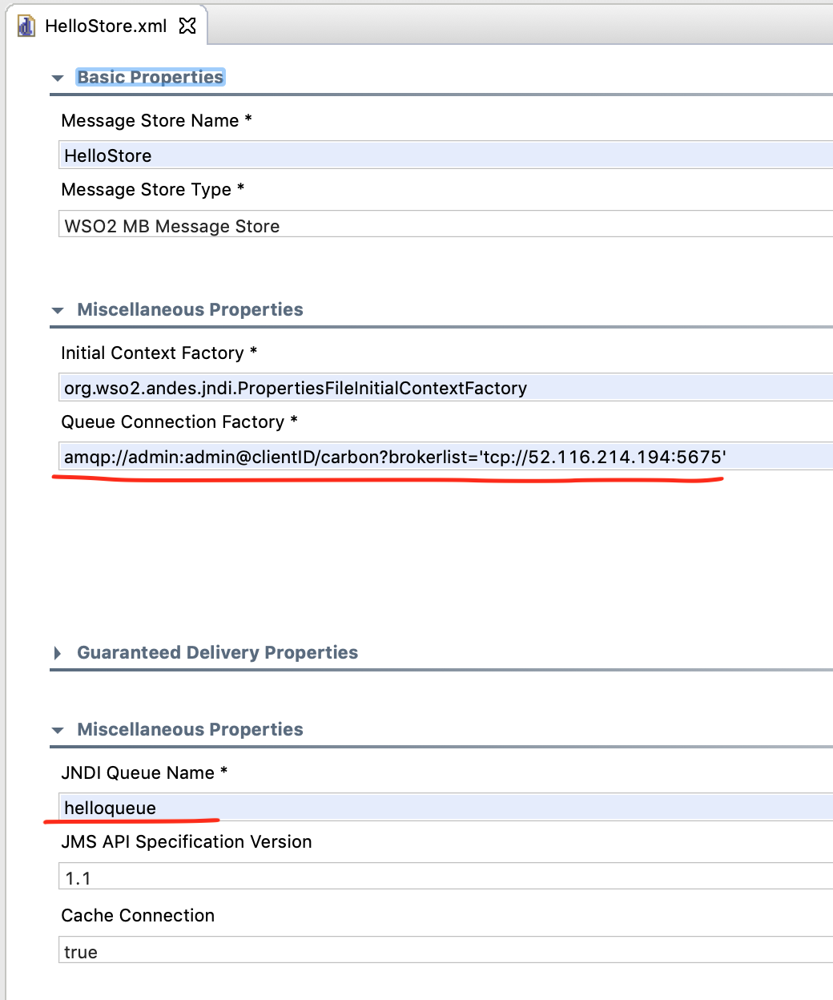 HelloStore.xml
Basic Properties
Message Store Name *
HelloStore
Message Store Type *
WSO2 MB Message Store
Miscellaneous Properties
Initial Context Factory *
org.wso2.andes.jndi.PropertiesFileInitialContextFactory
Queue Connection Factory *
amqp://admin:admin@clientID/carbon?brokerlist='tcp://52.116.214.194:5675'
Guaranteed Delivery Properties
Miscellaneous Properties
JNDI Queue Name *
helloqueue
JMS API Specification Version
1.1
Cache Connection
true